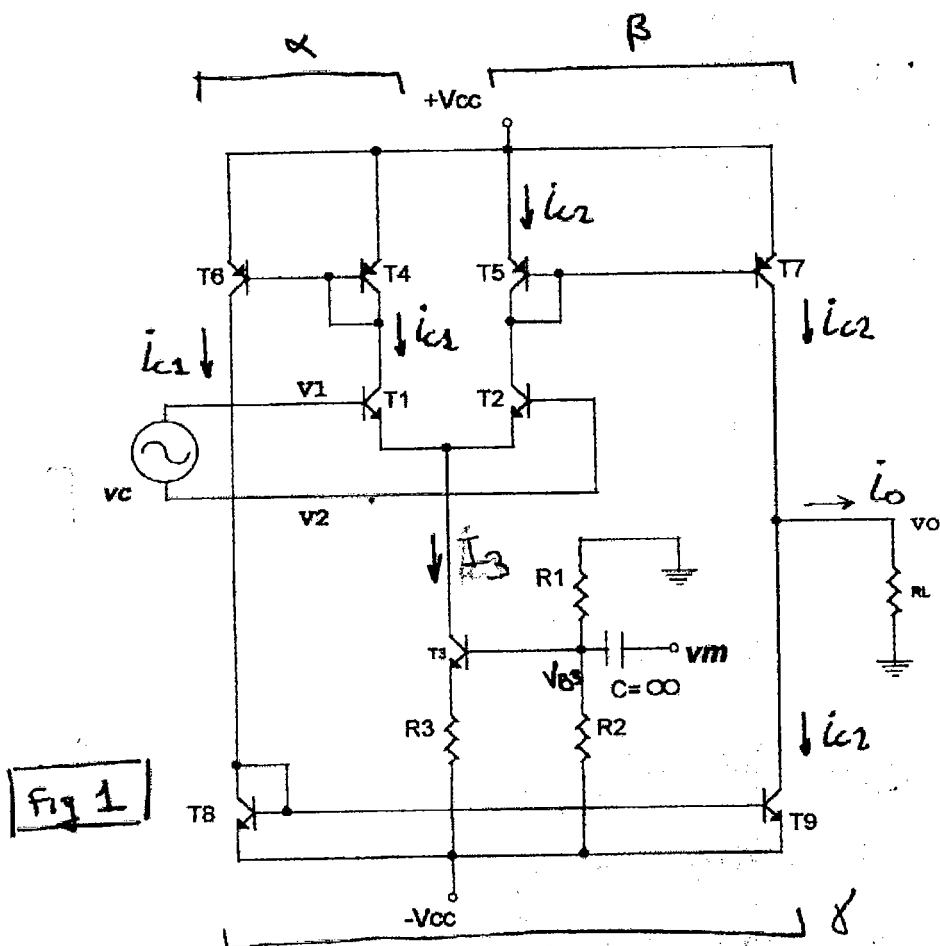 α
β
+Vcc
ic2
T6
T4
T5
T7
ic1
ic1
ic2
V1
T1
T2
vc
V2
io
vo
I3
R1
RL
T3
VB3
vm
C=∞
R3
R2
ic2
Fig 1
T8
T9
-Vcc
γ